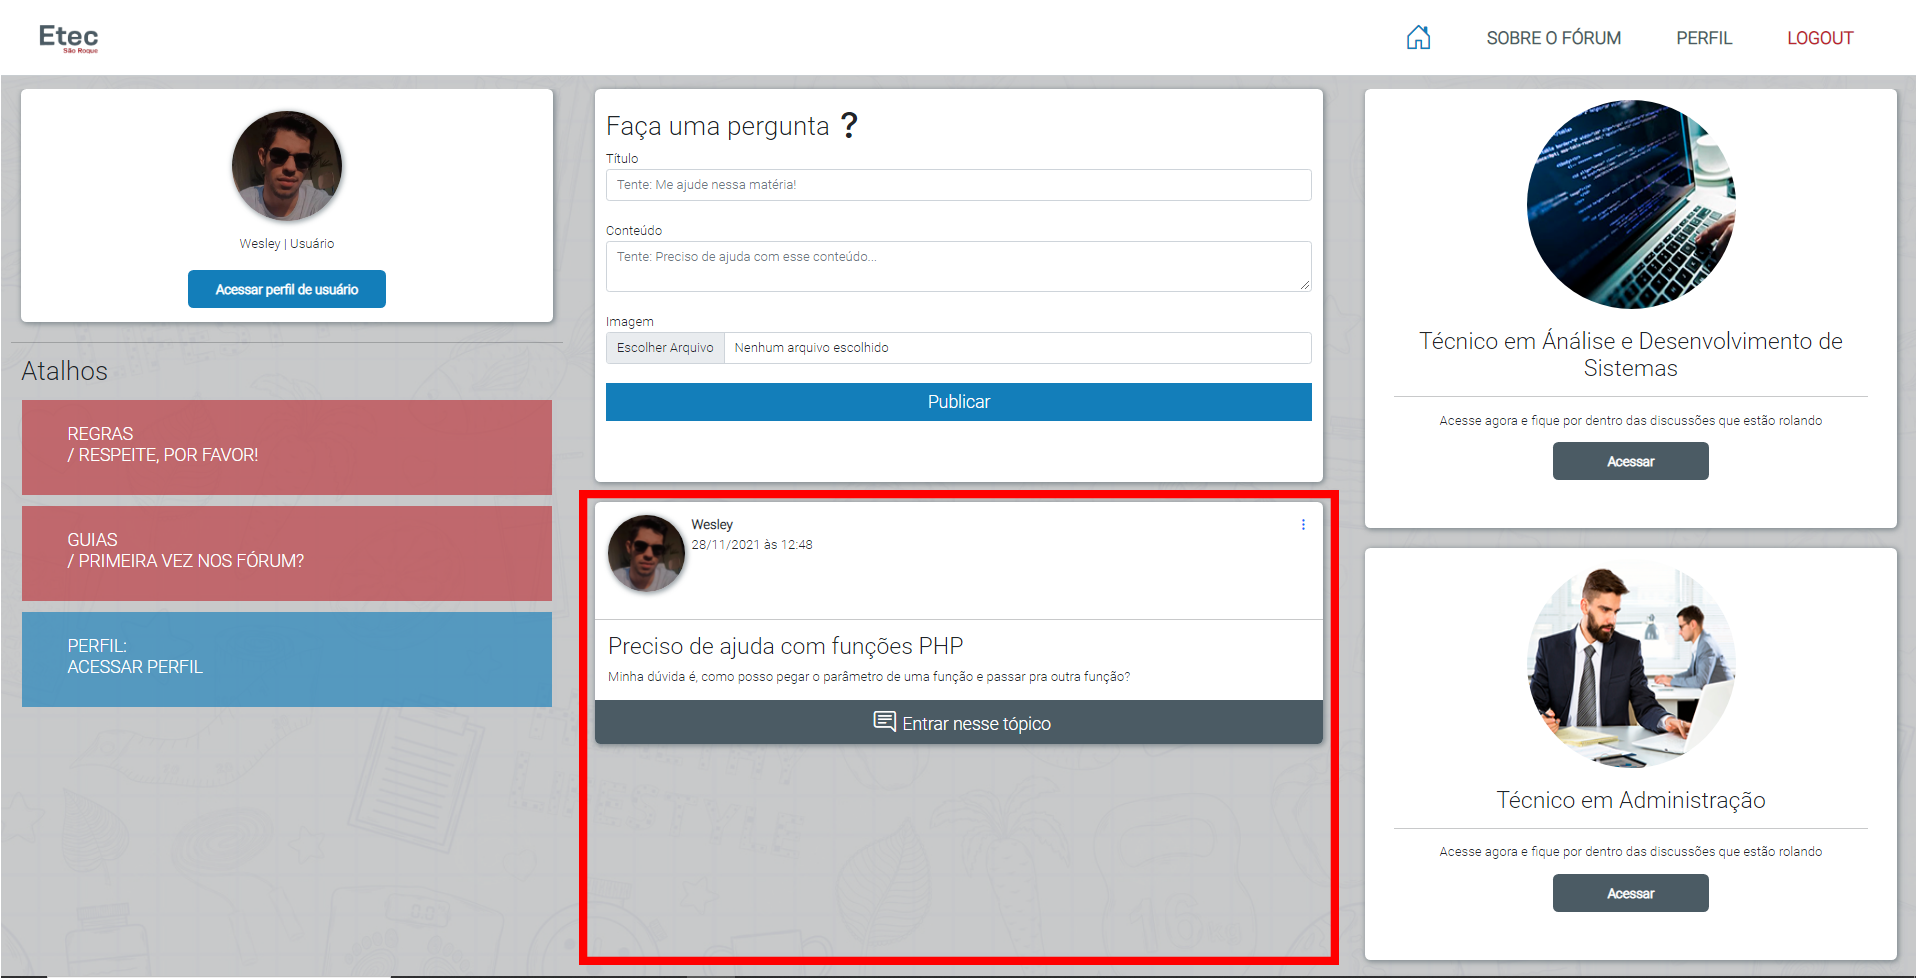 Etec
São Roque
SOBRE O FÓRUM
PERFIL
LOGOUT
Wesley | Usuário
Acessar perfil de usuário
Atalhos
REGRAS
/ RESPEITE, POR FAVOR!
GUIAS
/ PRIMEIRA VEZ NOS FÓRUM?
PERFIL:
ACESSAR PERFIL
Faça uma pergunta ?
Título
Tente: Me ajude nessa matéria!
Conteúdo
Tente: Preciso de ajuda com esse conteúdo...
Imagem
Escolher Arquivo Nenhum arquivo escolhido
Publicar
Wesley
28/11/2021 às 12:48
Preciso de ajuda com funções PHP
Minha dúvida é, como posso pegar o parâmetro de uma função e passar pra outra função?
Entrar nesse tópico
Técnico em Ánálise e Desenvolvimento de
Sistemas
Acesse agora e fique por dentro das discussões que estão rolando
Acessar
Técnico em Administração
Acesse agora e fique por dentro das discussões que estão rolando
Acessar